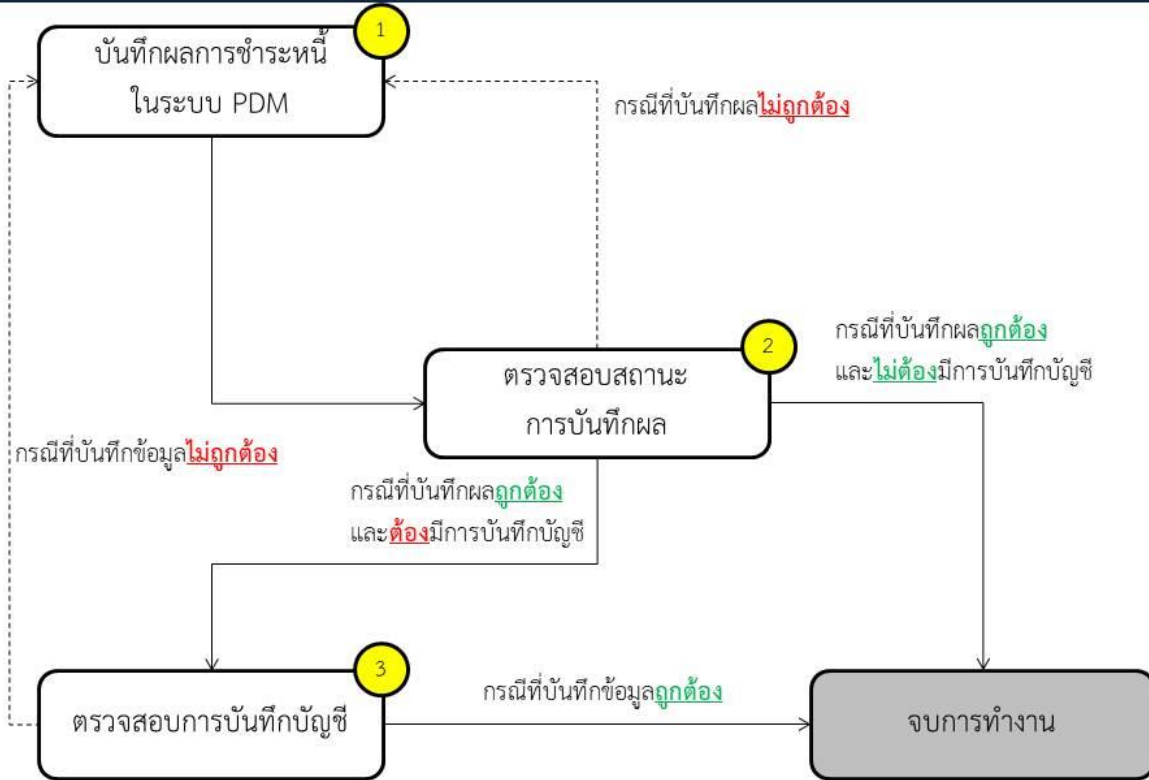 1
บันทึกผลการชำระหนี้
ในระบบ PDM
กรณีที่บันทึกผลไม่ถูกต้อง
2
ตรวจสอบสถานะ
การบันทึกผล
กรณีที่บันทึกผลถูกต้อง
และไม่ต้องมีการบันทึกบัญชี
กรณีที่บันทึกข้อมูลไม่ถูกต้อง
กรณีที่บันทึกผลถูกต้อง
และต้องมีการบันทึกบัญชี
3
ตรวจสอบการบันทึกบัญชี
กรณีที่บันทึกข้อมูลถูกต้อง
จบการทำงาน